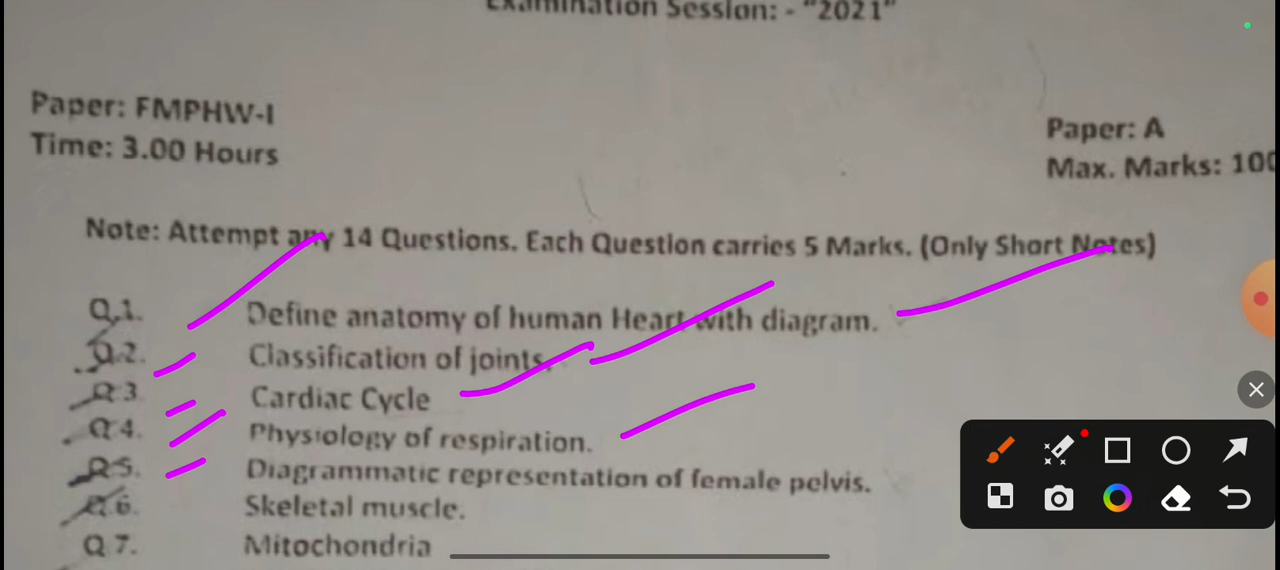 Examination Session: - "2021"
Paper: FMPHW-I
Paper: A
Time: 3.00 Hours
Max. Marks: 100
Note: Attempt any 14 Questions. Each Question carries 5 Marks. (Only Short Notes)
Q.1. Define anatomy of human Heart with diagram.
Q.2. Classification of joints.
Q.3. Cardiac Cycle
Q.4. Physiology of respiration.
Q.5. Diagrammatic representation of female pelvis.
Q.6. Skeletal muscle.
Q.7. Mitochondria